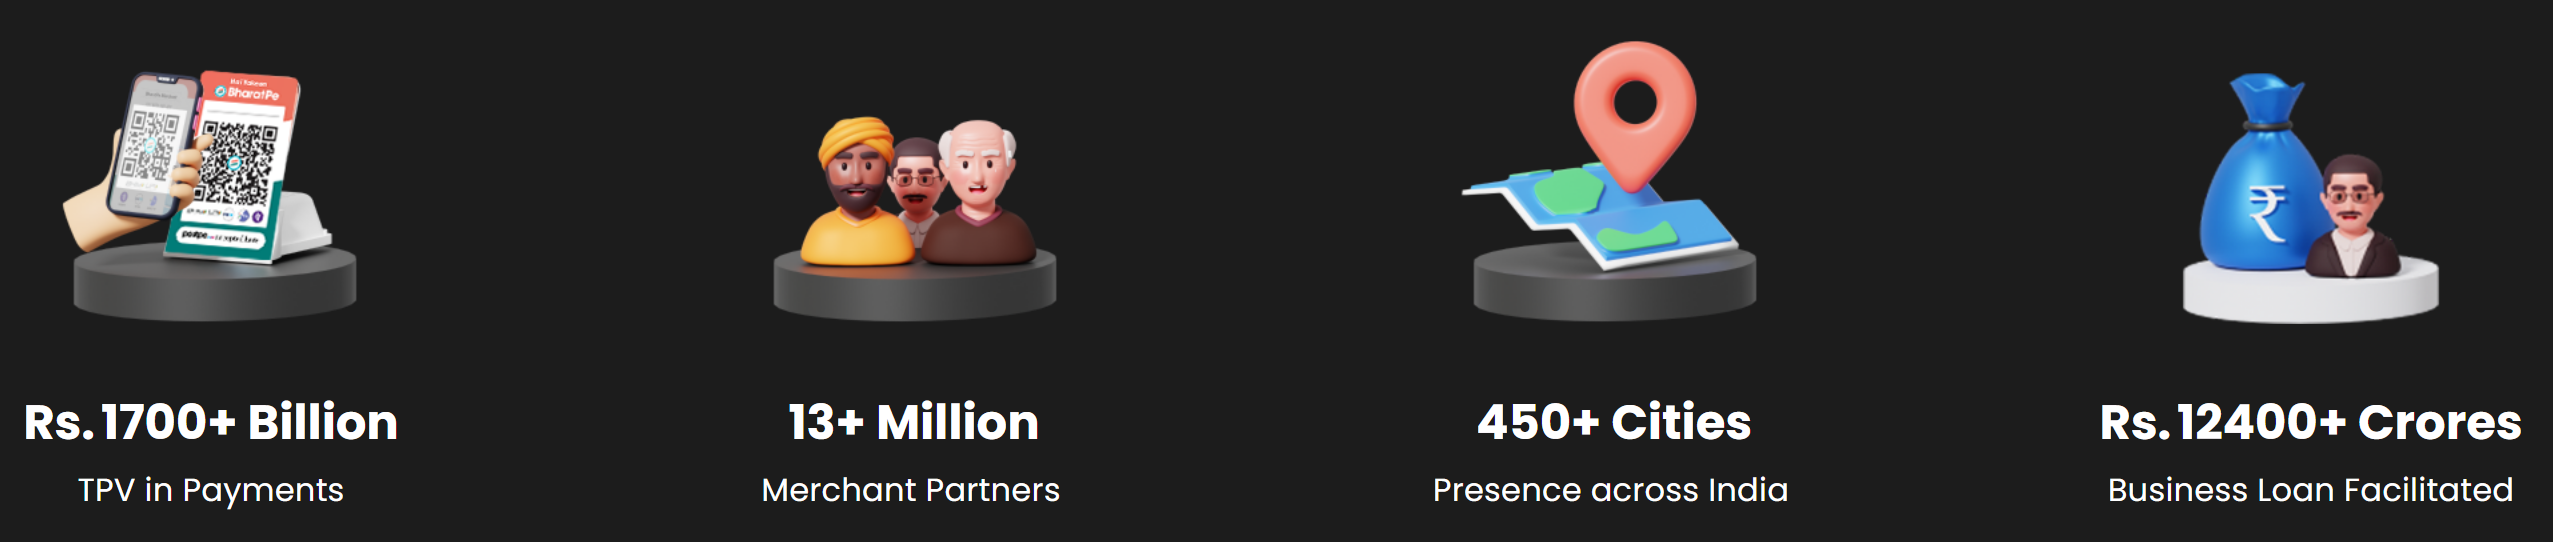 BharatPe
Rs. 1700+ Billion
TPV in Payments
13+ Million
Merchant Partners
450+ Cities
Presence across India
₹
Rs. 12400+ Crores
Business Loan Facilitated